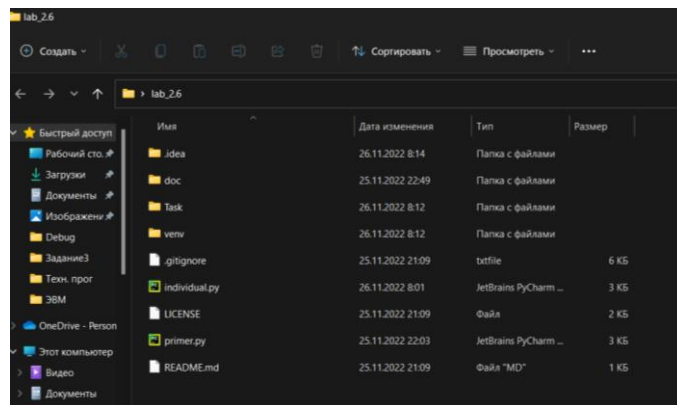 lab_2.6
Создать
Сортировать
Просмотреть
lab_2.6
Имя Дата изменения Тип Размер
Быстрый доступ
Рабочий сто.
Загрузки
Документы
Изображени
Debug
Задание3
Техн. прог
ЭВМ
OneDrive - Person
Этот компьютер
Видео
Документы
.idea 26.11.2022 8:14 Папка с файлами
doc 25.11.2022 22:49 Папка с файлами
Task 26.11.2022 8:12 Папка с файлами
venv 26.11.2022 8:12 Папка с файлами
.gitignore 25.11.2022 21:09 txtfile 6 КБ
individual.py 26.11.2022 8:01 JetBrains PyCharm ... 3 КБ
LICENSE 25.11.2022 21:09 Файл 2 КБ
primer.py 25.11.2022 22:03 JetBrains PyCharm ... 3 КБ
README.md 25.11.2022 21:09 Файл "MD" 1 КБ